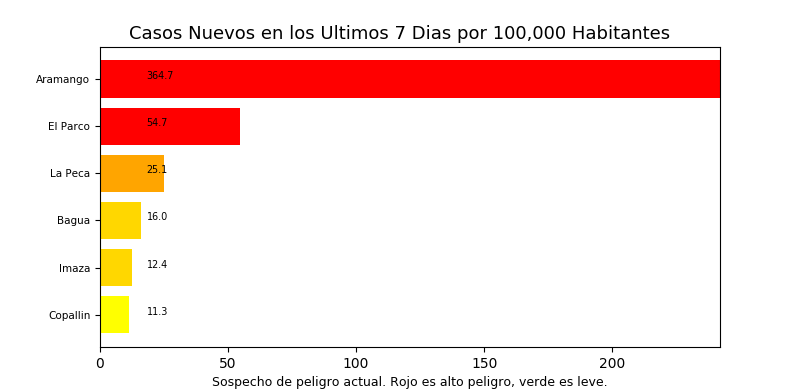 Casos Nuevos en los Ultimos 7 Dias por 100,000 Habitantes
Aramango 364.7
El Parco 54.7
La Peca 25.1
Bagua 16.0
Imaza 12.4
Copallin 11.3
0 50 100 150 200
Sospecho de peligro actual. Rojo es alto peligro, verde es leve.